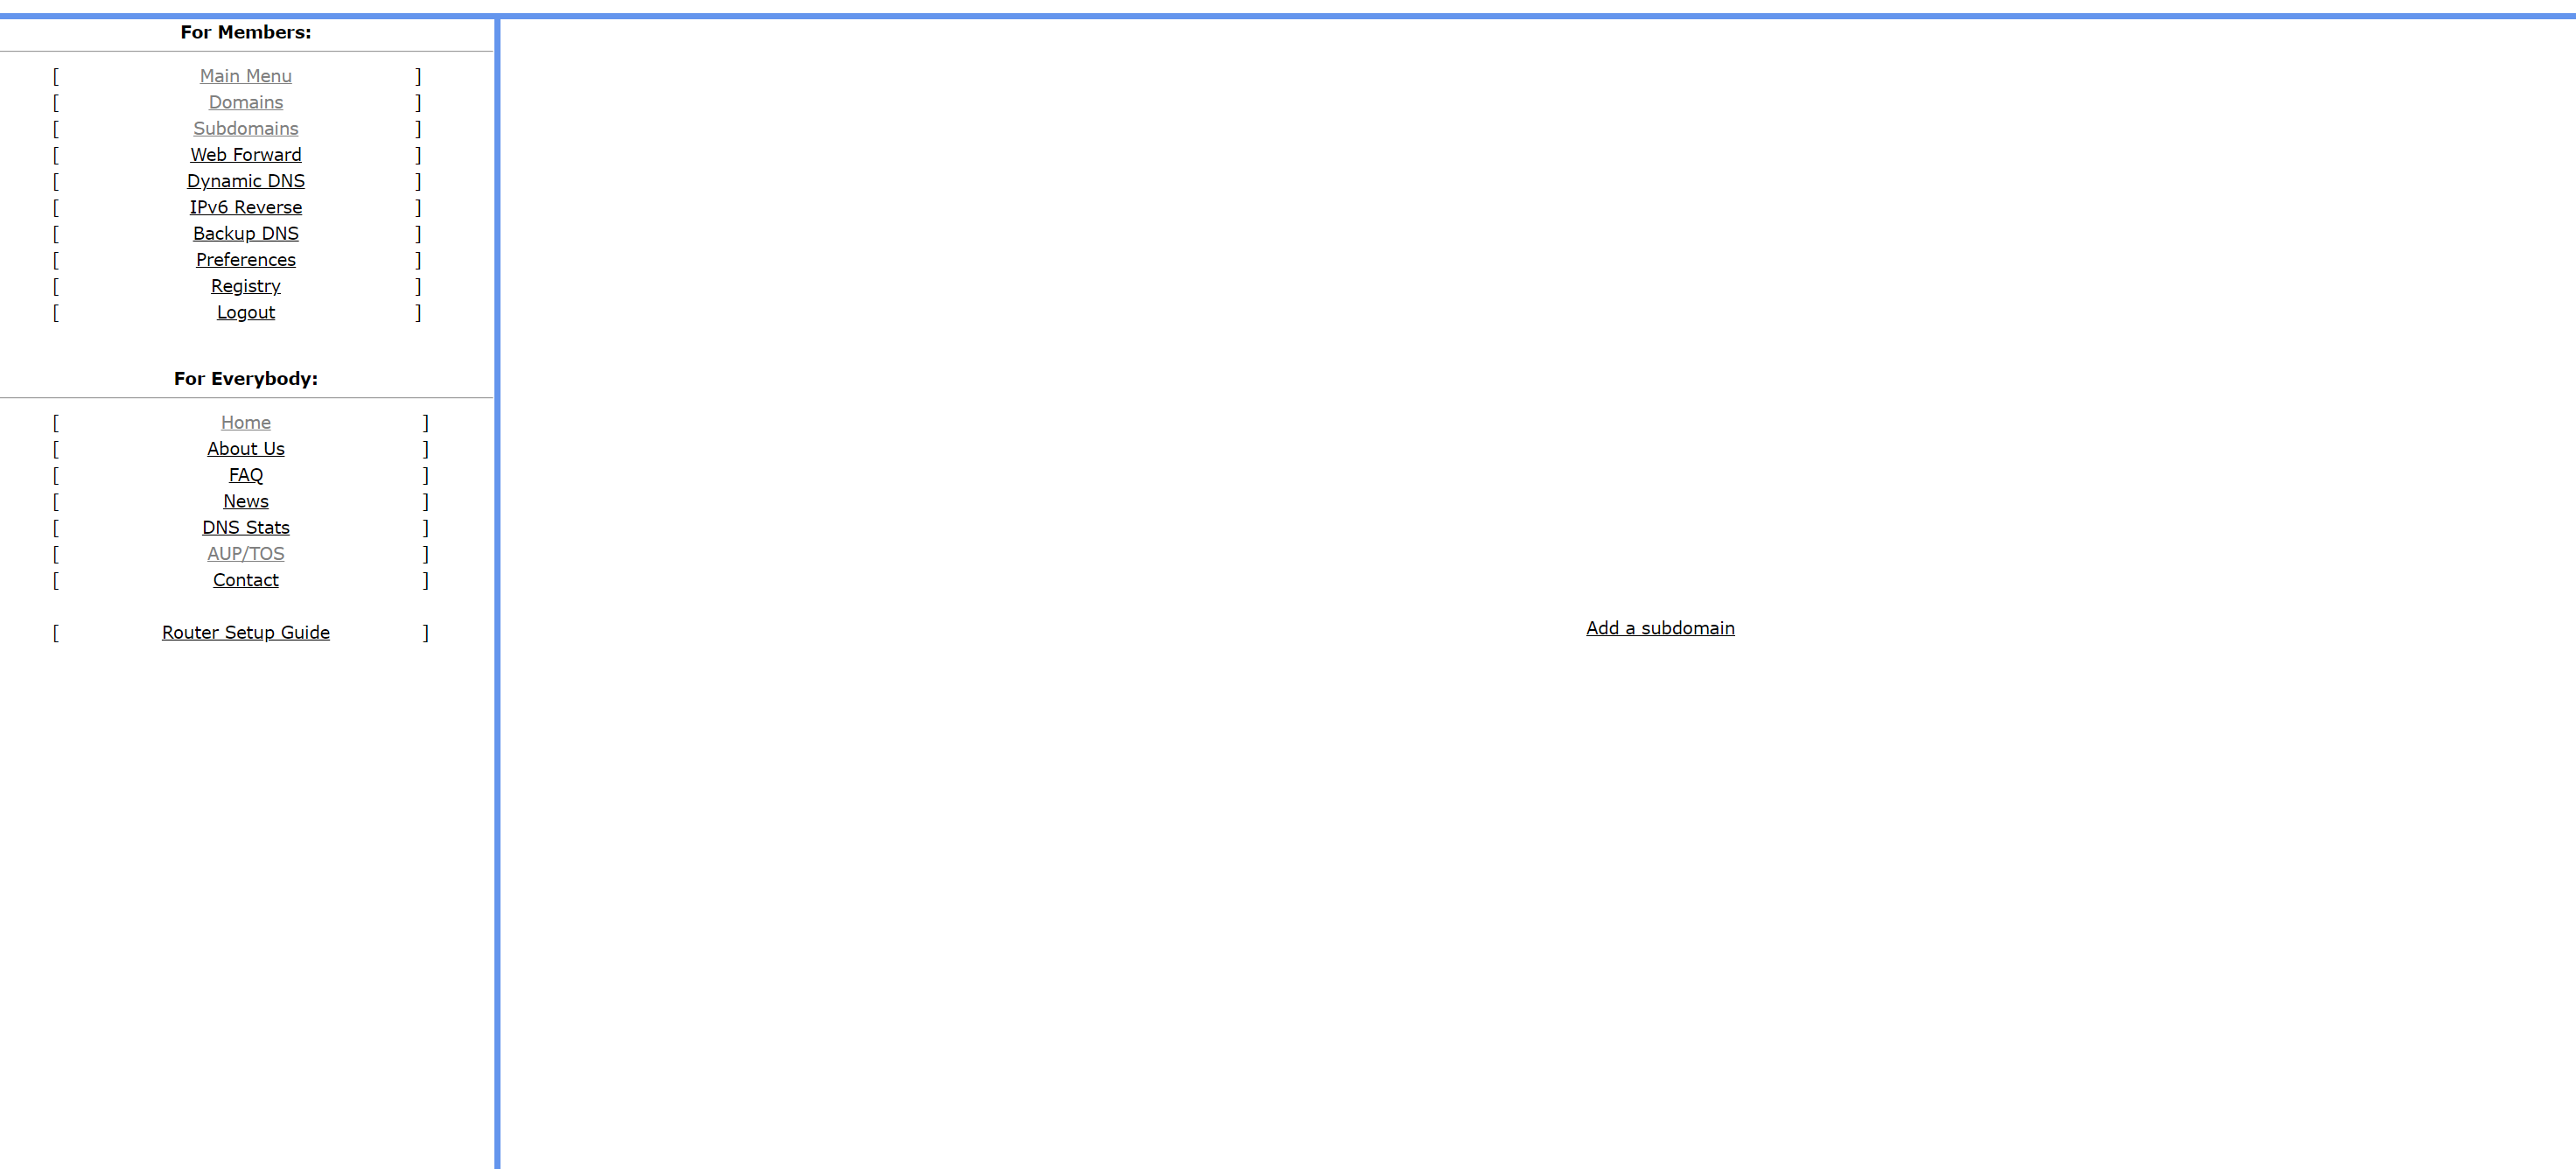 For Members:
[ Main Menu ]
[ Domains ]
[ Subdomains ]
[ Web Forward ]
[ Dynamic DNS ]
[ IPv6 Reverse ]
[ Backup DNS ]
[ Preferences ]
[ Registry ]
[ Logout ]
For Everybody:
[ Home ]
[ About Us ]
[ FAQ ]
[ News ]
[ DNS Stats ]
[ AUP/TOS ]
[ Contact ]
[ Router Setup Guide ]
Add a subdomain